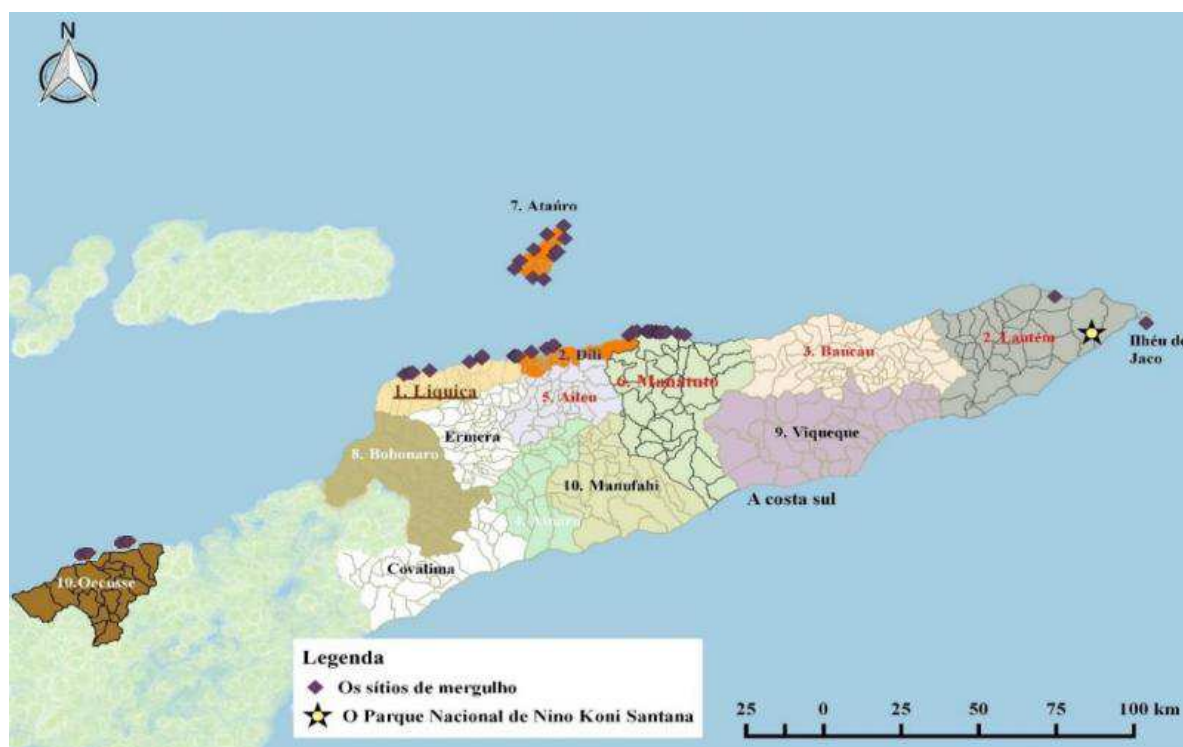 N
7. Ataúro
2. Lautém
Ilhéu de
Jaco
3. Baucau
2. Dili
6. Manatuto
1. Liquiça
5. Aileu
9. Viqueque
Ermera
8. Bobonaro
10. Manufahi
A costa sul
4. Ainaro
Covalima
10.Oecusse
Legenda
Os sítios de mergulho
O Parque Nacional de Nino Koni Santana
25 0 25 50 75 100 km